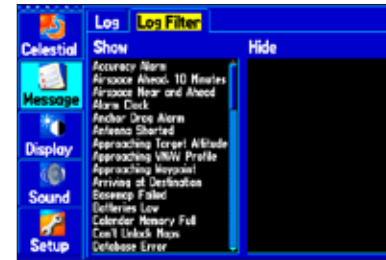 Log Log Filter
Celestial
Show Hide
Accuracy Alarm
Airspace Ahead, 10 Minutes
Airspace Near and Ahead
Message
Alarm Clock
Anchor Drag Alarm
Antenna Shorted
Approaching Target Altitude
Display
Approaching VNAV Profile
Approaching Waypoint
Arriving at Destination
Basemap Failed
Batteries Low
Sound
Calendar Memory Full
Can't Unlock Maps
Database Error
Setup